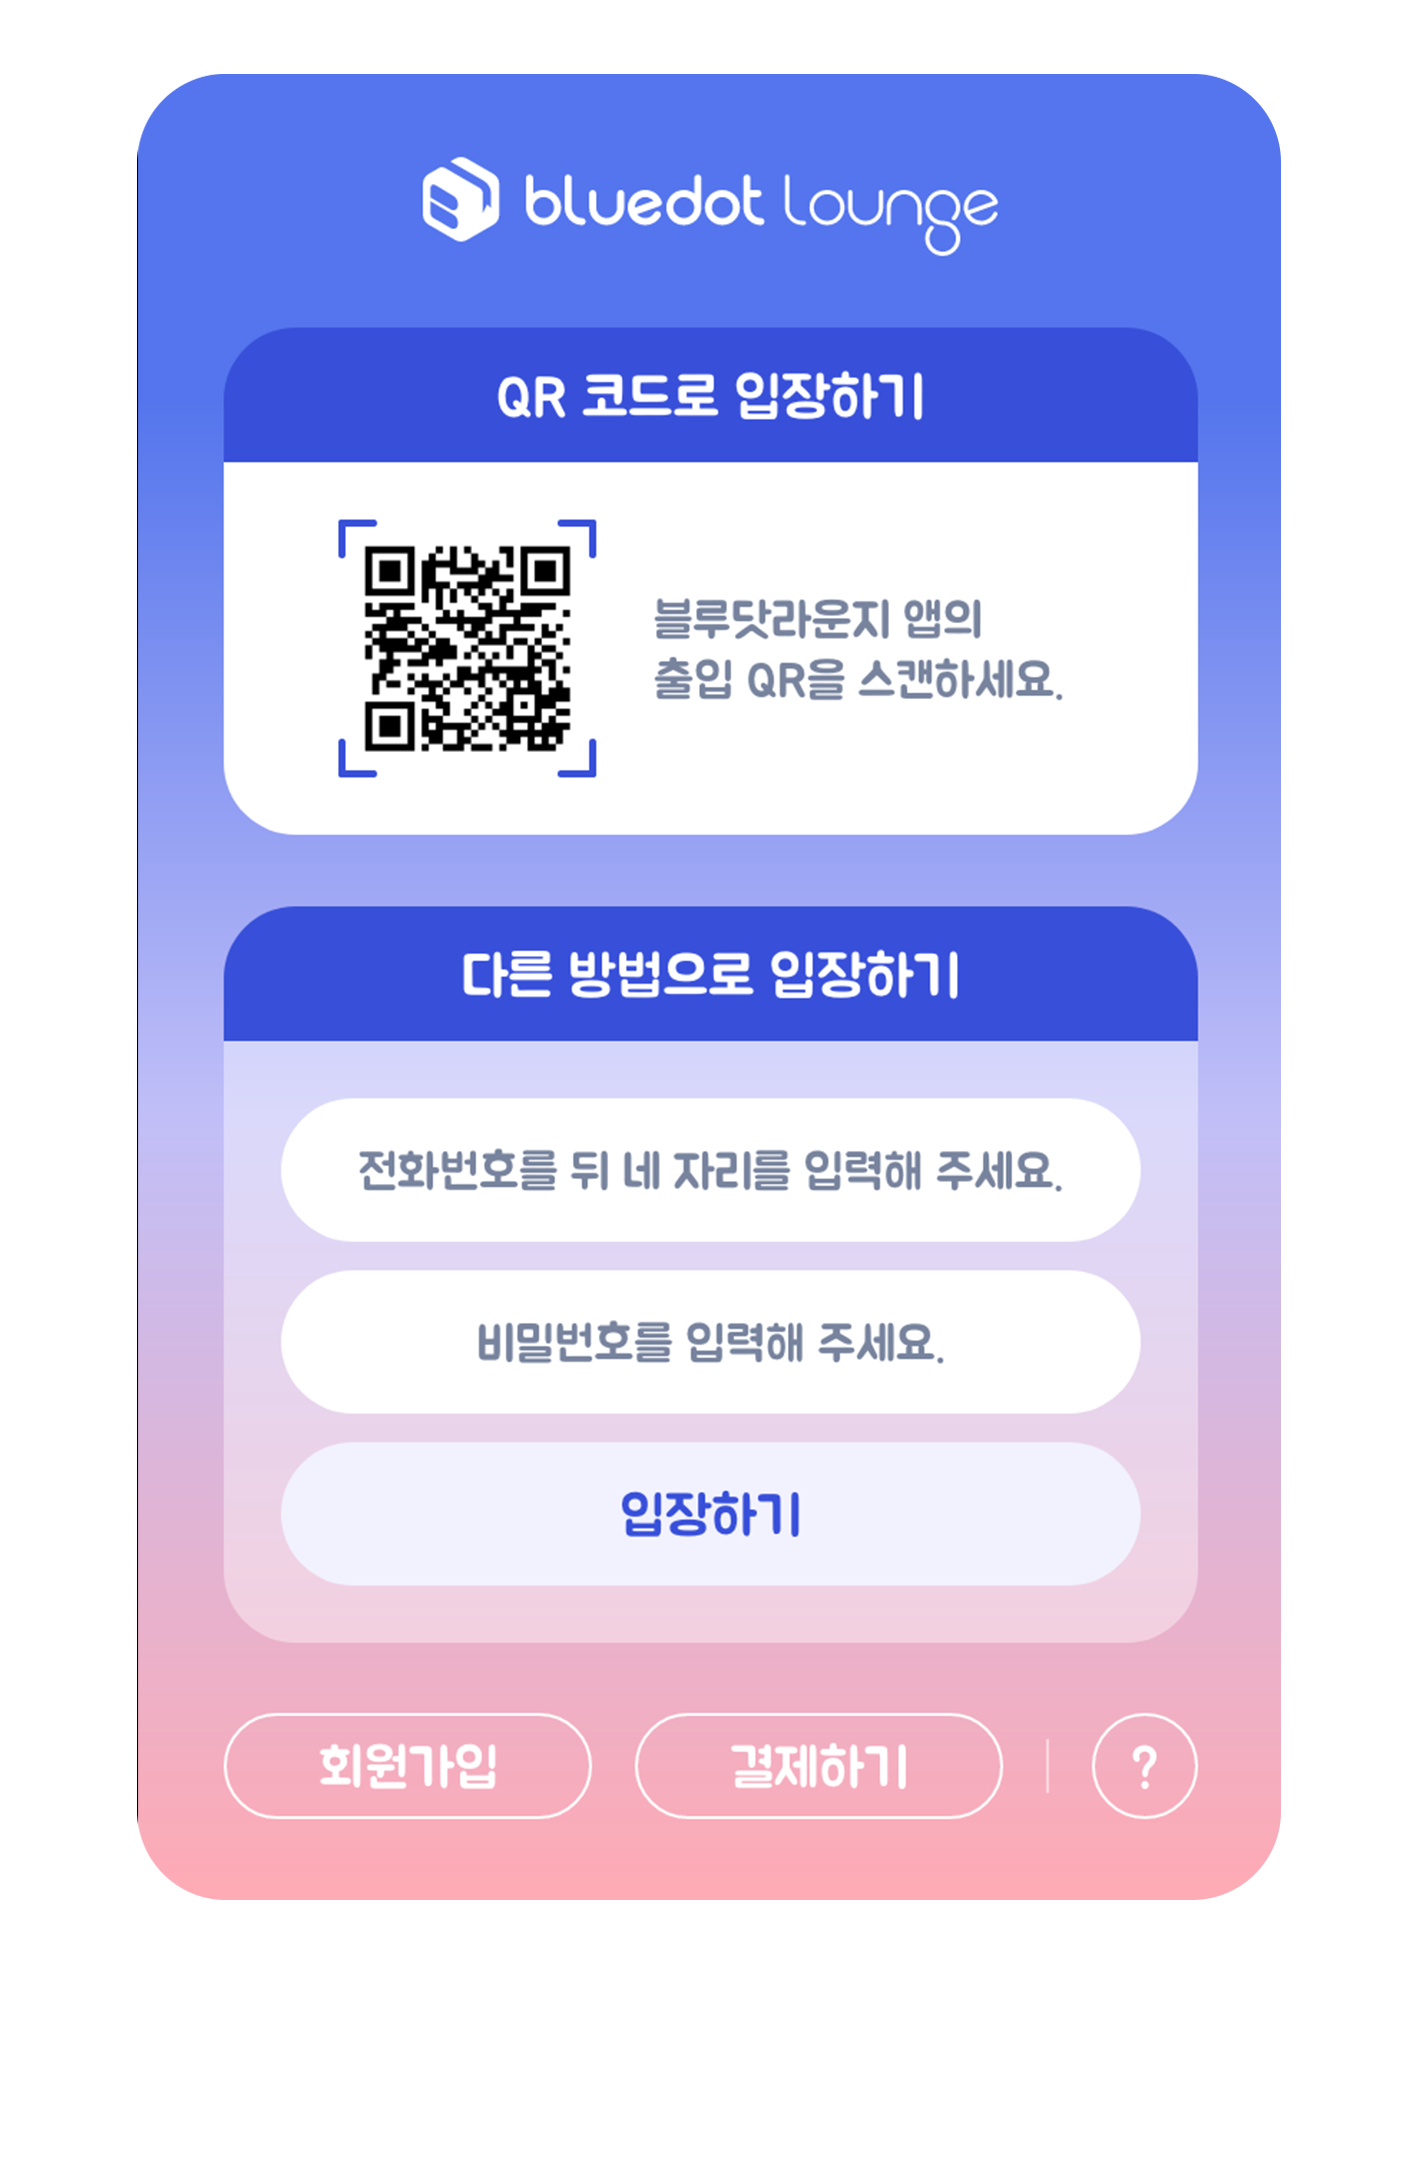 bluedot lounge
QR 코드로 입장하기
블루닷라운지 앱의
출입 QR을 스캔하세요.
다른 방법으로 입장하기
전화번호를 뒤 네 자리를 입력해 주세요.
비밀번호를 입력해 주세요.
입장하기
회원가입
결제하기
?